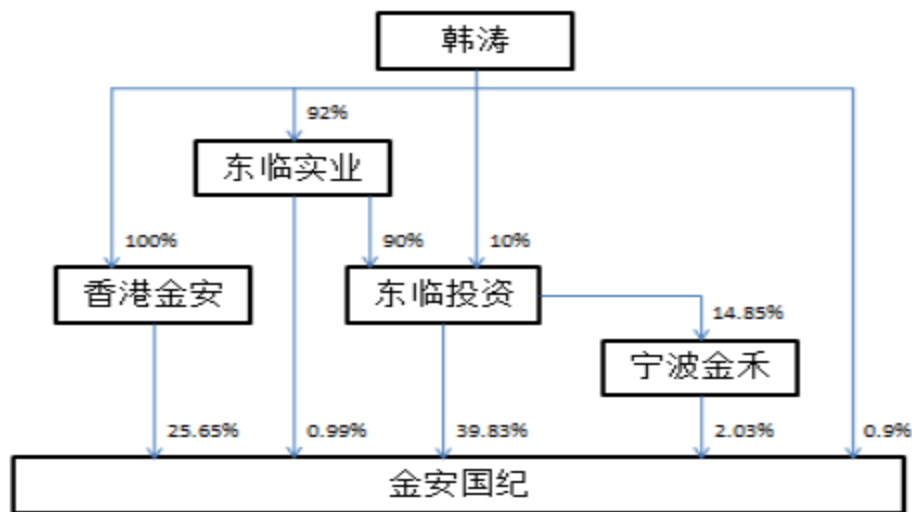 韩涛
92%
东临实业
100%
90%
10%
香港金安
东临投资
14.85%
宁波金禾
25.65%
0.99%
39.83%
2.03%
0.9%
金安国纪